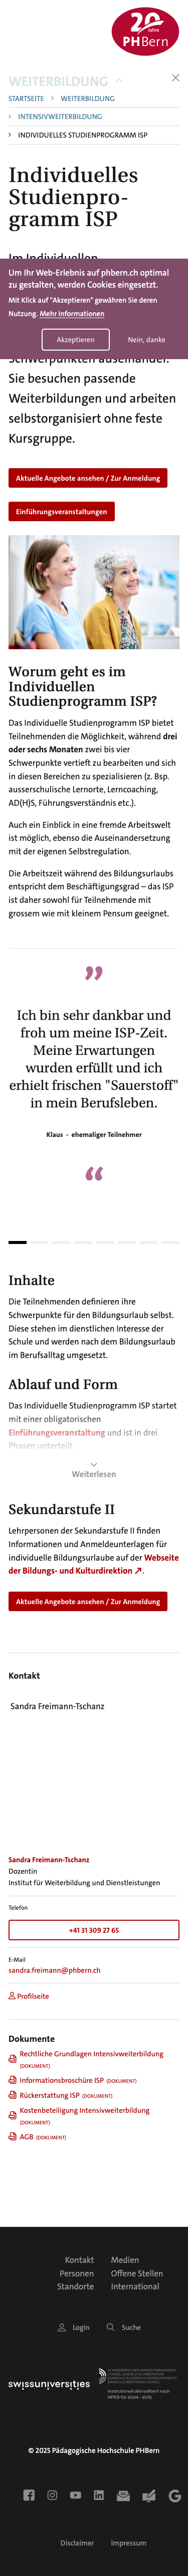 20 Jahre
PHBern
WEITERBILDUNG
STARTSEITE > WEITERBILDUNG
> INTENSIVWEITERBILDUNG
> INDIVIDUELLES STUDIENPROGRAMM ISP
Individuelles
Studienpro-
gramm ISP
Im Individuellen
Um Ihr Web-Erlebnis auf phbern.ch optimal
zu gestalten, werden Cookies eingesetzt.
Mit Klick auf "Akzeptieren" gewähren Sie deren
Nutzung. Mehr Informationen
Akzeptieren
Nein, danke
Schwerpunkten auseinander.
Sie besuchen passende
Weiterbildungen und arbeiten
selbstorganisiert ohne feste
Kursgruppe.
Aktuelle Angebote ansehen / Zur Anmeldung
Einführungsveranstaltungen
Worum geht es im
Individuellen
Studienprogramm ISP?
Das Individuelle Studienprogramm ISP bietet
Teilnehmenden die Möglichkeit, während drei
oder sechs Monaten zwei bis vier
Schwerpunkte vertieft zu bearbeiten und sich
in diesen Bereichen zu spezialisieren (z. Bsp.
ausserschulische Lernorte, Lerncoaching,
AD(H)S, Führungsverständnis etc.).
Auch ein Einblick in eine fremde Arbeitswelt
ist möglich, ebenso die Auseinandersetzung
mit der eigenen Selbstregulation.
Die Arbeitszeit während des Bildungsurlaubs
entspricht dem Beschäftigungsgrad – das ISP
ist daher sowohl für Teilnehmende mit
grossem wie mit kleinem Pensum geeignet.
”
Ich bin sehr dankbar und
froh um meine ISP-Zeit.
Meine Erwartungen
wurden erfüllt und ich
erhielt frischen "Sauerstoff"
in mein Berufsleben.
Klaus - ehemaliger Teilnehmer
“
Inhalte
Die Teilnehmenden definieren ihre
Schwerpunkte für den Bildungsurlaub selbst.
Diese stehen im dienstlichen Interesse der
Schule und werden nach dem Bildungsurlaub
im Berufsalltag umgesetzt.
Ablauf und Form
Das Individuelle Studienprogramm ISP startet
mit einer obligatorischen
Einführungsveranstaltung und ist in drei
Phasen unterteilt.
Weiterlesen
Sekundarstufe II
Lehrpersonen der Sekundarstufe II finden
Informationen und Anmeldeunterlagen für
individuelle Bildungsurlaube auf der Webseite
der Bildungs- und Kulturdirektion ↗.
Aktuelle Angebote ansehen / Zur Anmeldung
Kontakt
Sandra Freimann-Tschanz
Sandra Freimann-Tschanz
Dozentin
Institut für Weiterbildung und Dienstleistungen
Telefon
+41 31 309 27 65
E-Mail
sandra.freimann@phbern.ch
Profilseite
Dokumente
Rechtliche Grundlagen Intensivweiterbildung
(DOKUMENT)
Informationsbroschüre ISP (DOKUMENT)
Rückerstattung ISP (DOKUMENT)
Kostenbeteiligung Intensivweiterbildung
(DOKUMENT)
AGB (DOKUMENT)
Kontakt Medien
Personen Offene Stellen
Standorte International
Login Suche
swissuniversities
Institutionell akkreditiert nach
HFKG für 2024 - 2031
© 2025 Pädagogische Hochschule PHBern
Disclaimer Impressum